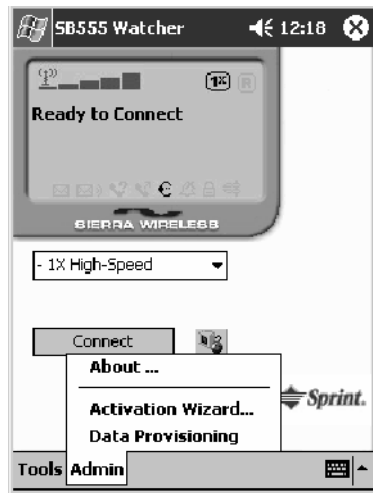 SB555 Watcher 12:18
1X R
Ready to Connect
SIERRA WIRELESS
- 1X High-Speed
Connect
About ...
Sprint.
Activation Wizard...
Data Provisioning
Tools Admin